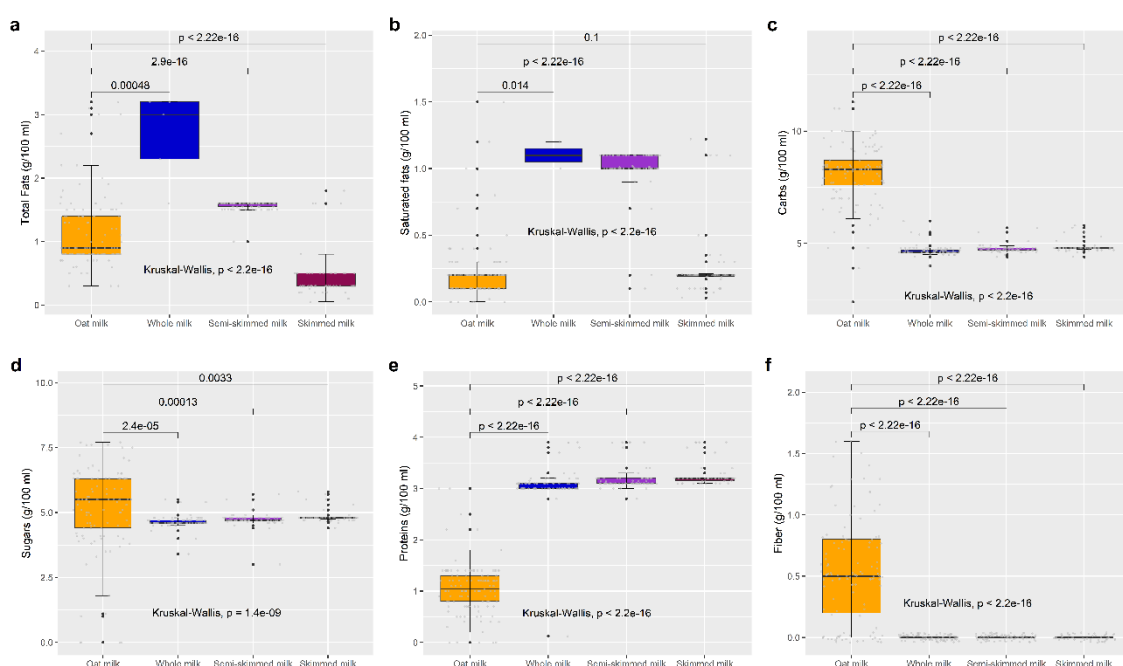 a
p < 2.22e-16
2.9e-16
0.00048
Total Fats (g/100 ml)
4
3
2
1
0
Kruskal-Wallis, p < 2.2e-16
Oat milk Whole milk Semi-skimmed milk Skimmed milk
b
0.1
p < 2.22e-16
0.014
Saturated fats (g/100 ml)
2.0
1.5
1.0
0.5
0.0
Kruskal-Wallis, p < 2.2e-16
Oat milk Whole milk Semi-skimmed milk Skimmed milk
c
p < 2.22e-16
p < 2.22e-16
p < 2.22e-16
Carbs (g/100 ml)
10
5
Kruskal-Wallis, p < 2.2e-16
Oat milk Whole milk Semi-skimmed milk Skimmed milk
d
0.0033
0.00013
2.4e-05
Sugars (g/100 ml)
10.0
7.5
5.0
2.5
0.0
Kruskal-Wallis, p = 1.4e-09
Oat milk Whole milk Semi-skimmed milk Skimmed milk
e
p < 2.22e-16
p < 2.22e-16
p < 2.22e-16
Proteins (g/100 ml)
5
4
3
2
1
0
Kruskal-Wallis, p < 2.2e-16
Oat milk Whole milk Semi-skimmed milk Skimmed milk
f
p < 2.22e-16
p < 2.22e-16
p < 2.22e-16
Fiber (g/100 ml)
2.0
1.5
1.0
0.5
0.0
Kruskal-Wallis, p < 2.2e-16
Oat milk Whole milk Semi-skimmed milk Skimmed milk